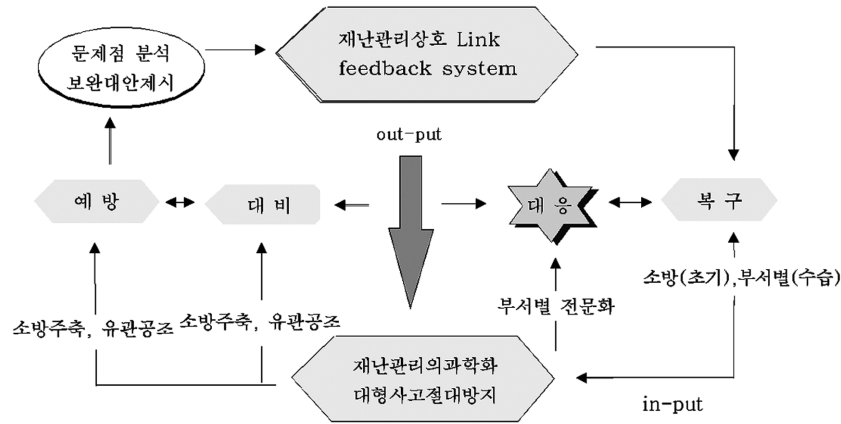 문제점 분석
보완대안제시
재난관리상호 Link
feedback system
out-put
예 방
대 비
대 응
복 구
소방(초기),부서별(수습)
소방주축, 유관공조
소방주축, 유관공조
부서별 전문화
재난관리의과학화
대형사고절대방지
in-put